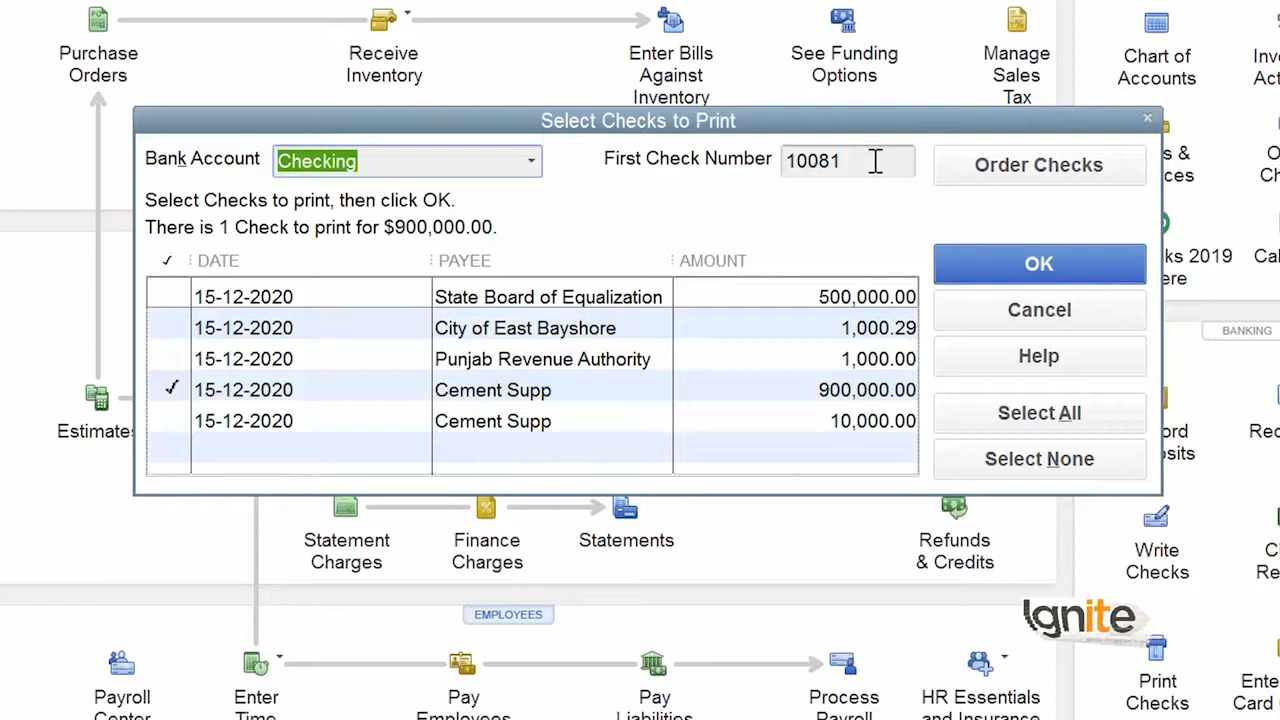 Purchase
Orders
Receive
Inventory
Enter Bills
Against
Inventory
See Funding
Options
Manage
Sales
Tax
Chart of
Accounts
Select Checks to Print
Bank Account
Checking
First Check Number
10081
Order Checks
Select Checks to print, then click OK.
There is 1 Check to print for $900,000.00.
✓ DATE PAYEE AMOUNT
15-12-2020 State Board of Equalization 500,000.00
15-12-2020 City of East Bayshore 1,000.29
15-12-2020 Punjab Revenue Authority 1,000.00
✓ 15-12-2020 Cement Supp 900,000.00
15-12-2020 Cement Supp 10,000.00
OK
Cancel
Help
Select All
Select None
ks 2019
BANKING
Estimates
Statement
Charges
Finance
Charges
Statements
Refunds
& Credits
Write
Checks
EMPLOYEES
Ignite
Payroll
Center
Enter
Time
Pay
Employees
Pay
Liabilities
Process
Payroll
HR Essentials
and Insurance
Print
Checks
Enter
Card